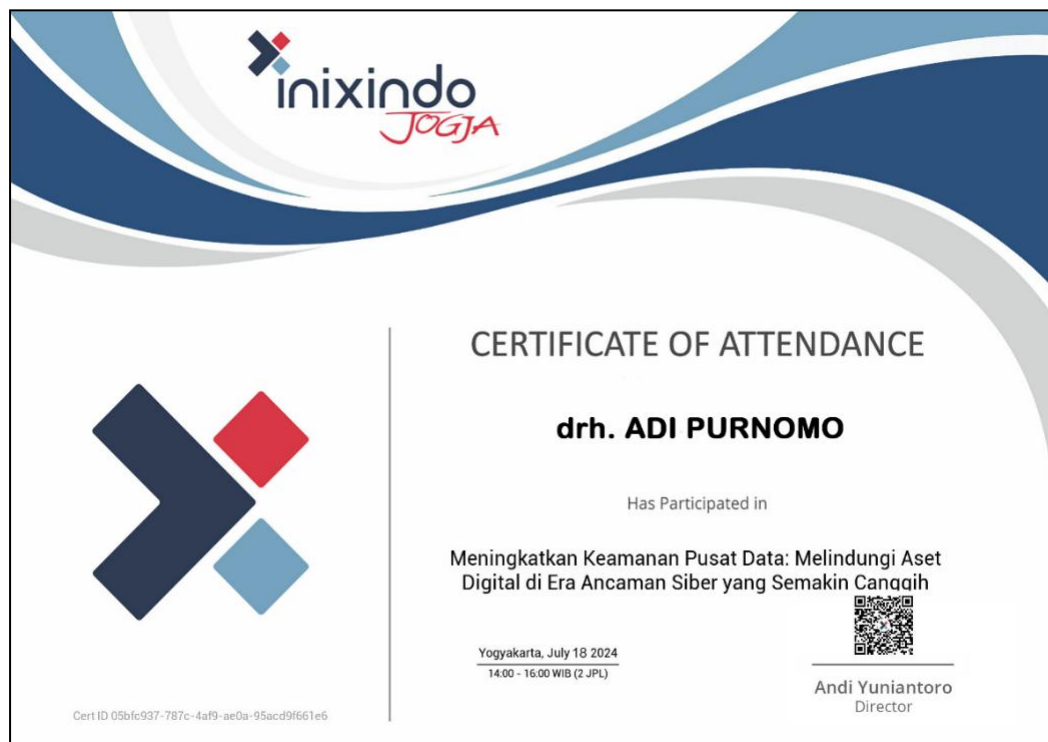 inixindo
JOGJA
CERTIFICATE OF ATTENDANCE
drh. ADI PURNOMO
Has Participated in
Meningkatkan Keamanan Pusat Data: Melindungi Aset
Digital di Era Ancaman Siber yang Semakin Canggih
Yogyakarta, July 18 2024
14:00 - 16:00 WIB (2 JPL)
Andi Yuniantoro
Director
Cert ID 05bfc937-787c-4af9-ae0a-95acd9f661e6